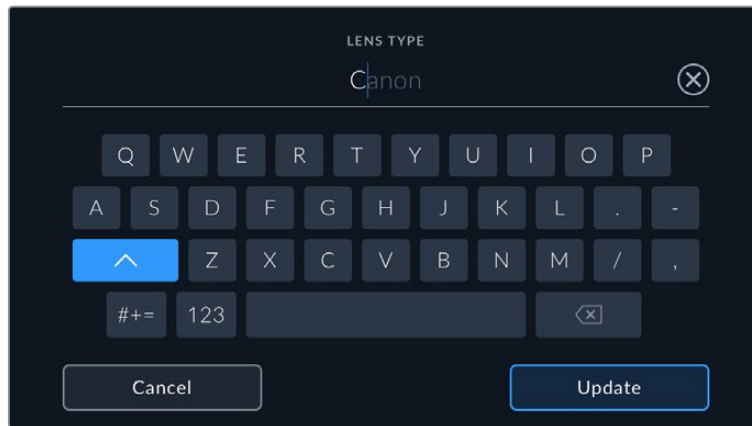 LENS TYPE
Canon
Q W E R T Y U I O P
A S D F G H J K L . -
Z X C V B N M / ,
#+= 123
Cancel Update